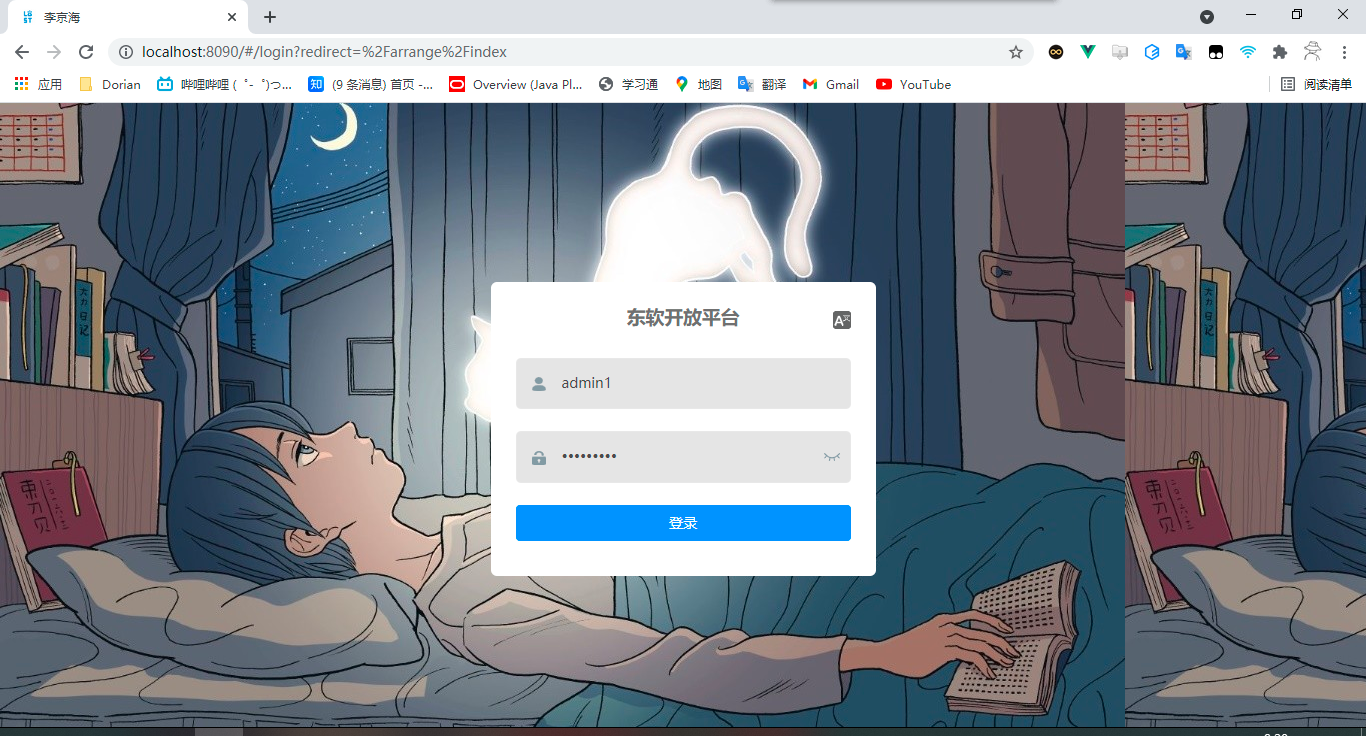 李京海
localhost:8090/#/login?redirect=%2Farrange%2Findex
应用 Dorian 哔哩哔哩 ( ゜- ゜)つ... (9 条消息) 首页 -... Overview (Java Pl... 学习通 地图 翻译 Gmail YouTube 阅读清单
东软开放平台
admin1
•••••••••
登录